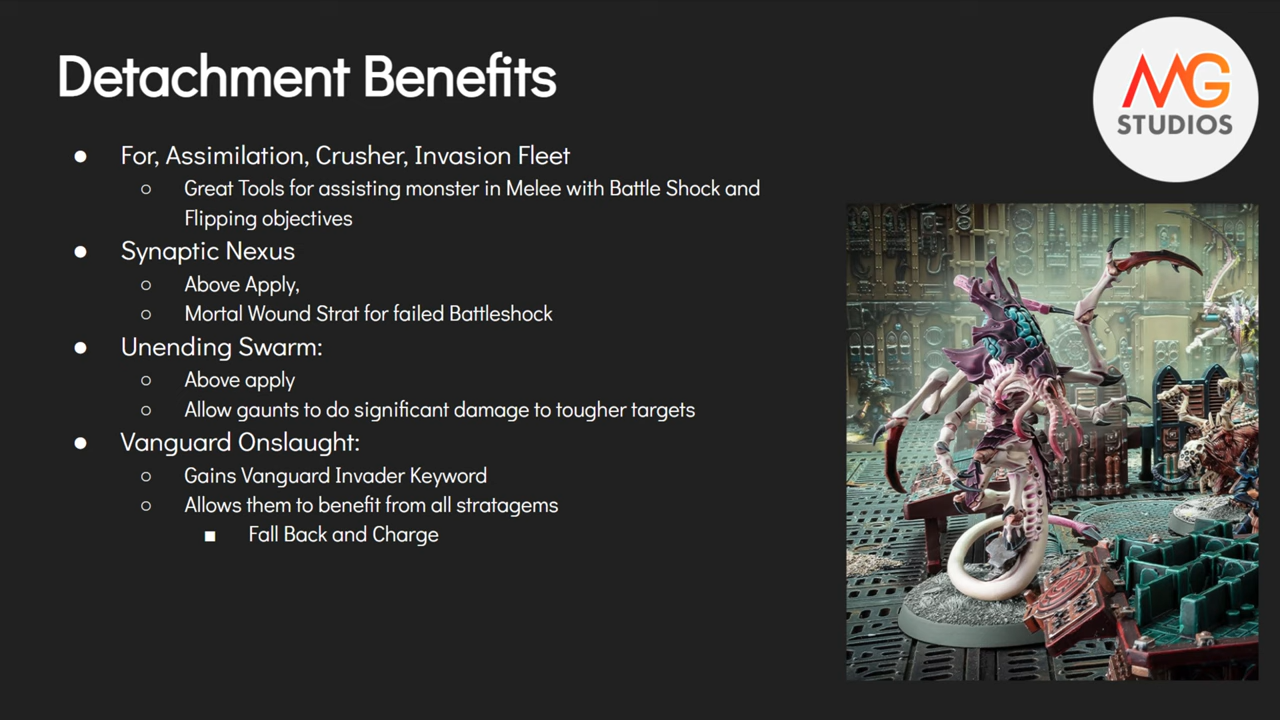 Detachment Benefits
MG
STUDIOS
● For, Assimilation, Crusher, Invasion Fleet
○ Great Tools for assisting monster in Melee with Battle Shock and
Flipping objectives
● Synaptic Nexus
○ Above Apply,
○ Mortal Wound Strat for failed Battleshock
● Unending Swarm:
○ Above apply
○ Allow gaunts to do significant damage to tougher targets
● Vanguard Onslaught:
○ Gains Vanguard Invader Keyword
○ Allows them to benefit from all stratagems
■ Fall Back and Charge